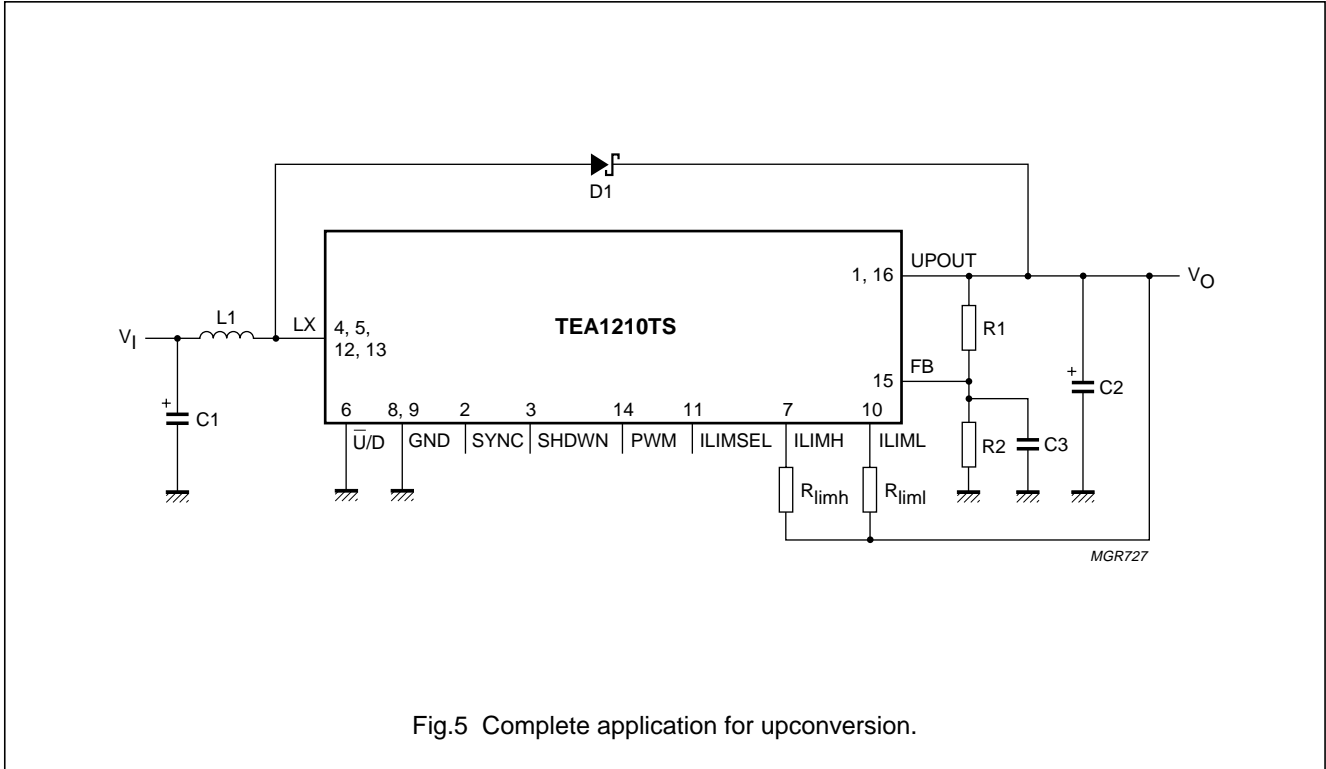 D1
UPOUT
1, 16
V_O
L1
LX
V_I
4, 5,
12, 13
TEA1210TS
R1
FB
15
C2
C1
6
8, 9
2
3
14
11
7
10
U̅/D
GND
SYNC
SHDWN
PWM
ILIMSEL
ILIMH
ILIML
R2
C3
R_limh
R_liml
MGR727
Fig.5 Complete application for upconversion.
+
+